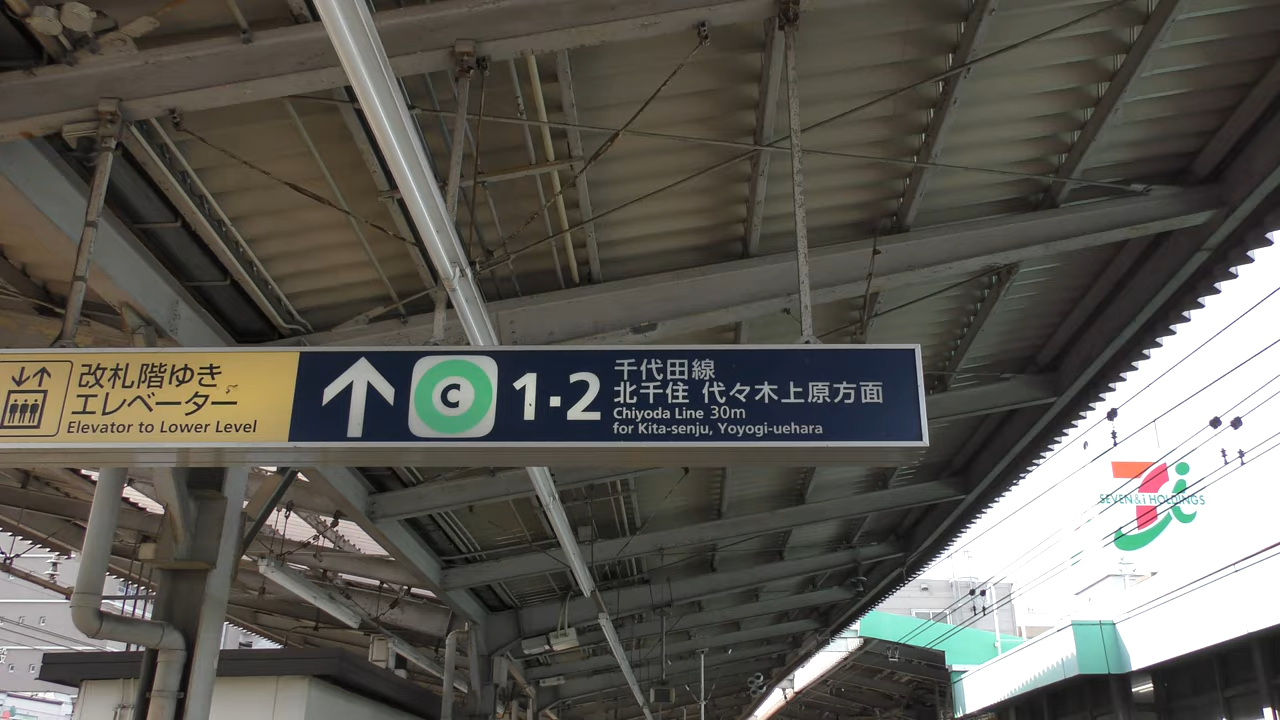 改札階ゆき
エレベーター
Elevator to Lower Level
C
1・2
千代田線
北千住 代々木上原方面
Chiyoda Line 30m
for Kita-senju, Yoyogi-uehara
SEVEN & i HOLDINGS